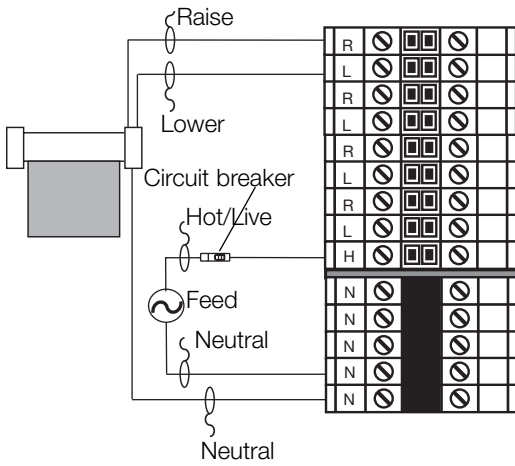 Raise
R
L
Lower
R
L
R
L
R
L
H
Circuit breaker
Hot/Live
Feed
Neutral
Neutral
N
N
N
N
N